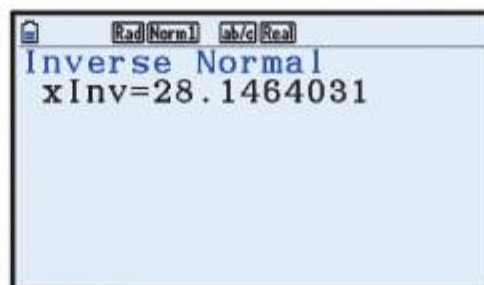 Rad Norm1 ab/c Real
Inverse Normal
xInv=28.1464031